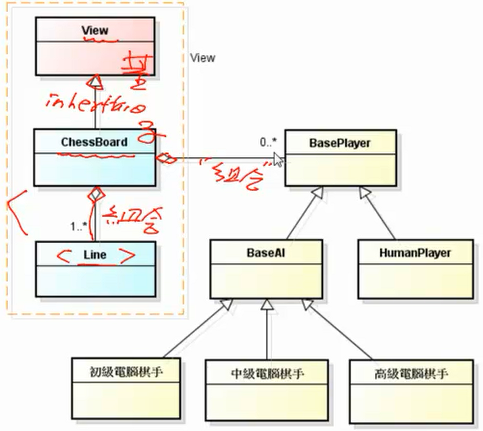 View
View
inheritance
ChessBoard
0..*
BasePlayer
"組合"
組合
1..*
Line
BaseAI
HumanPlayer
初級電腦棋手
中級電腦棋手
高級電腦棋手